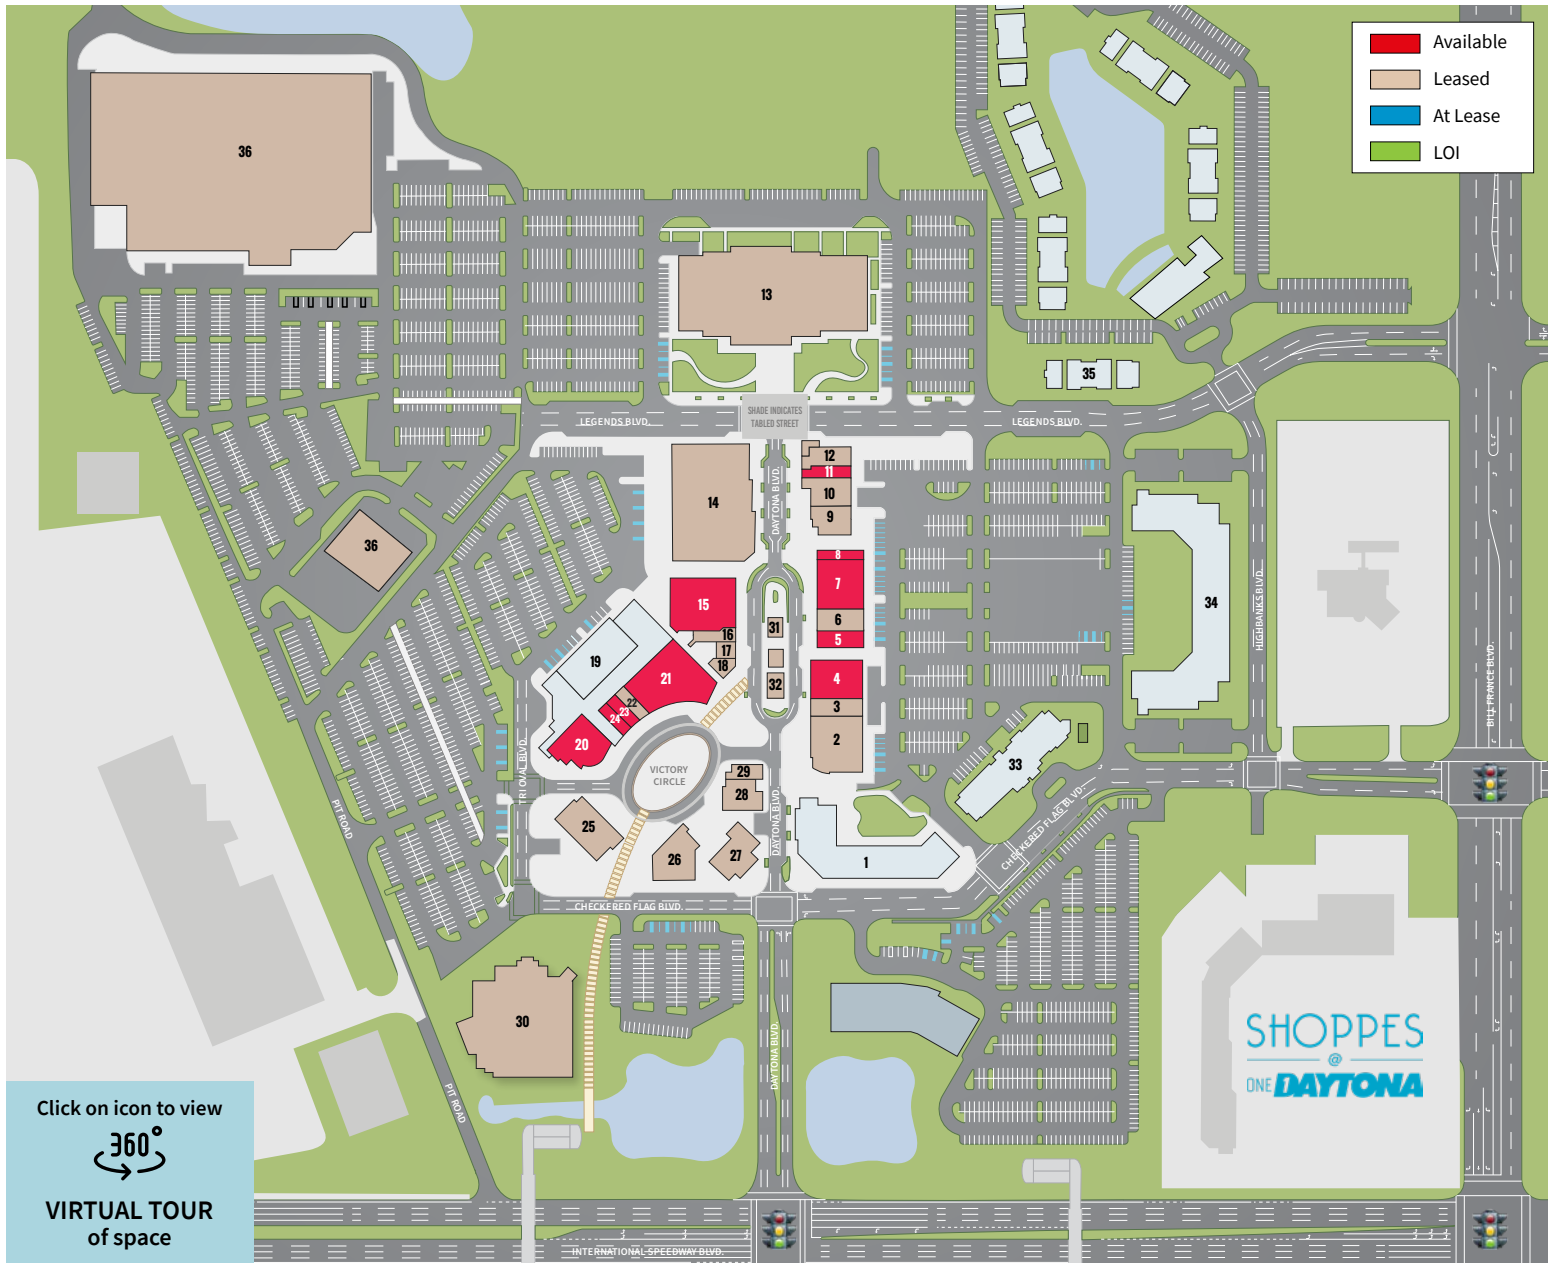 Available
Leased
At Lease
LOI
36
13
35
SHADE INDICATES
TABLED STREET
LEGENDS BLVD.
LEGENDS BLVD.
12
11
10
9
14
DAYTONA BLVD.
36
8
7
6
5
15
16
17
18
31
32
34
HIGHBANKS BLVD.
BILL FRANCE BLVD.
19
21
22
23
24
20
4
3
2
33
VICTORY
CIRCLE
29
28
TRI OVAL BLVD.
PIT ROAD
25
26
27
DAYTONA BLVD.
1
CHECKERED FLAG BLVD.
CHECKERED FLAG BLVD.
30
DAYTONA BLVD.
PIT ROAD
SHOPPES
@
ONE DAYTONA
Click on icon to view
360°
VIRTUAL TOUR
of space
INTERNATIONAL SPEEDWAY BLVD.